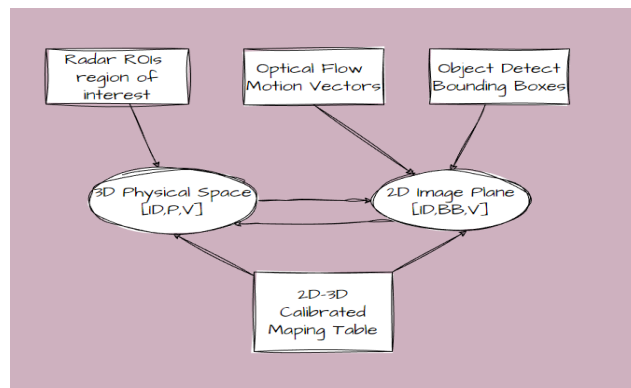 Radar ROIs
region of
interest
Optical Flow
Motion Vectors
Object Detect
Bounding Boxes
3D Physical Space
[ID,P,V]
2D Image Plane
[ID,BB,V]
2D-3D
Calibrated
Maping Table